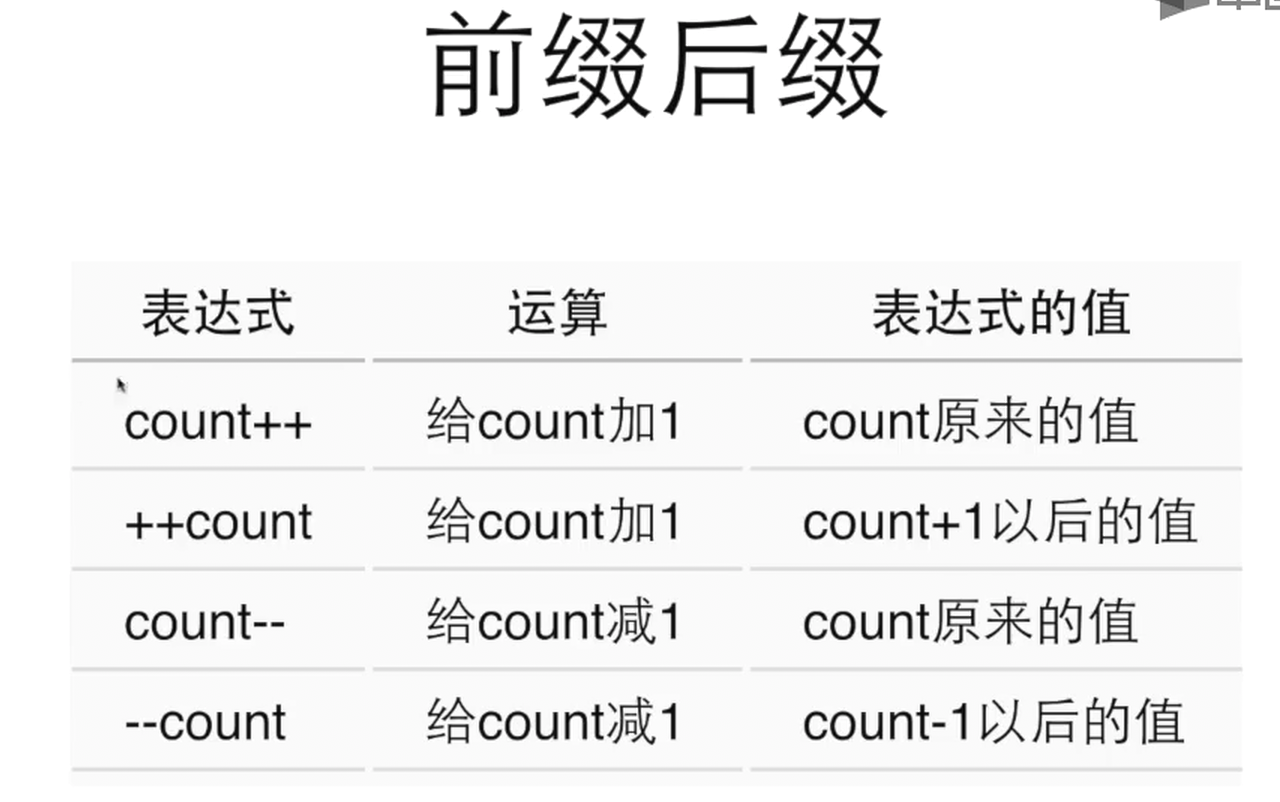 前缀后缀
表达式 运算 表达式的值
count++ 给count加1 count原来的值
++count 给count加1 count+1以后的值
count-- 给count减1 count原来的值
--count 给count减1 count-1以后的值